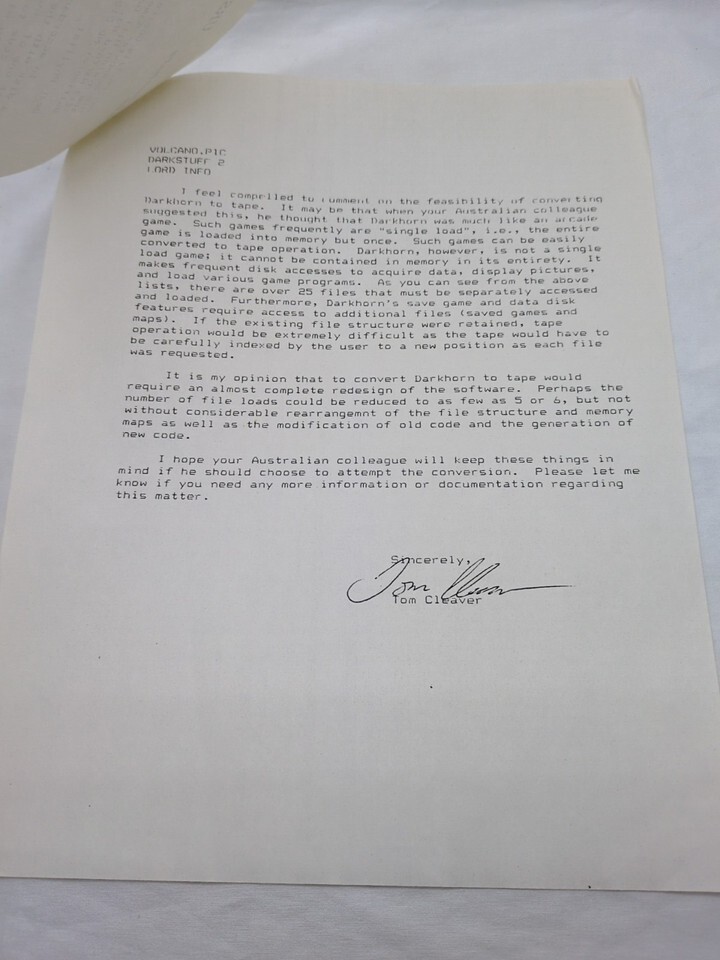 VOLCANO.PIC
DARKSTUFF 2
LORD INFO
I feel complled to comment on the feasibility of converting
Darkhorn to tape. It may be that when your Australian colleague
suggested this, he thought that Darkhorn was much like an arcade
game. Such games frequently are "single load", i.e., the entire
game is loaded into memory but once. Such games can be easily
converted to tape operation. Darkhorn, however, is not a single
load game; it cannot be contained in memory in its entirety. It
makes frequent disk accesses to acquire data, display pictures,
and load various game programs. As you can see from the above
lists, there are over 25 files that must be separately accessed
and loaded. Furthermore, Darkhorn's save game and data disk
features require access to additional files (saved games and
maps). If the existing file structure were retained, tape
operation would be extremely difficult as the tape would have to
be carefully indexed by the user to a new position as each file
was requested.
It is my opinion that to convert Darkhorn to tape would
require an almost complete redesign of the software. Perhaps the
number of file loads could be reduced to as few as 5 or 6, but not
without considerable rearrangemnt of the file structure and memory
maps as well as the modification of old code and the generation of
new code.
I hope your Australian colleague will keep these things in
mind if he should choose to attempt the conversion. Please let me
know if you need any more information or documentation regarding
this matter.
Sincerely,
Tom Cleaver
Tom Cleaver